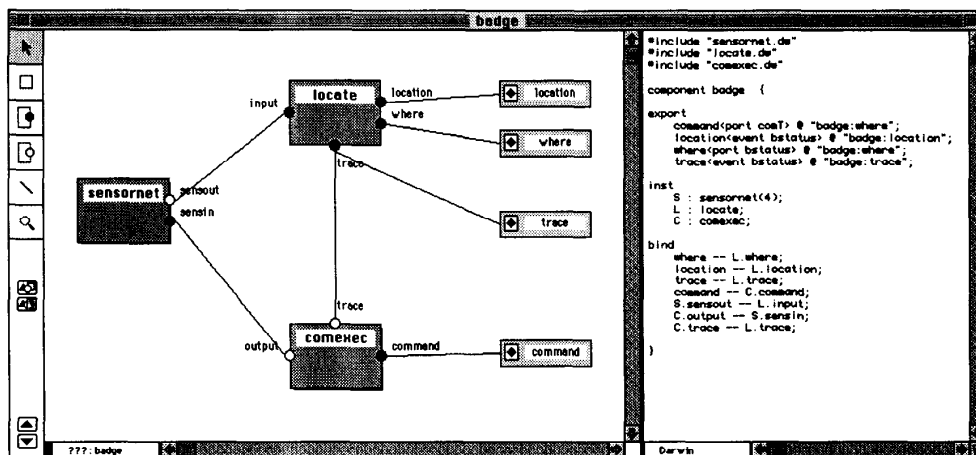 badge
locate
input
location
where
trace
location
where
trace
sensornet
sensout
sensin
trace
comexec
output
command
command
???:badge
#include "sensornet.dw"
#include "locate.dw"
#include "comexec.dw"
component badge {
export
command<port comT> @ "badge:where";
location<event bstatus> @ "badge:location";
where<port bstatus> @ "badge:where";
trace<event bstatus> @ "badge:trace";
inst
S : sensornet(4);
L : locate;
C : comexec;
bind
where -- L.where;
location -- L.location;
trace -- L.trace;
command -- C.command;
S.sensout -- L.input;
C.output -- S.sensin;
C.trace -- L.trace;
}
Darwin